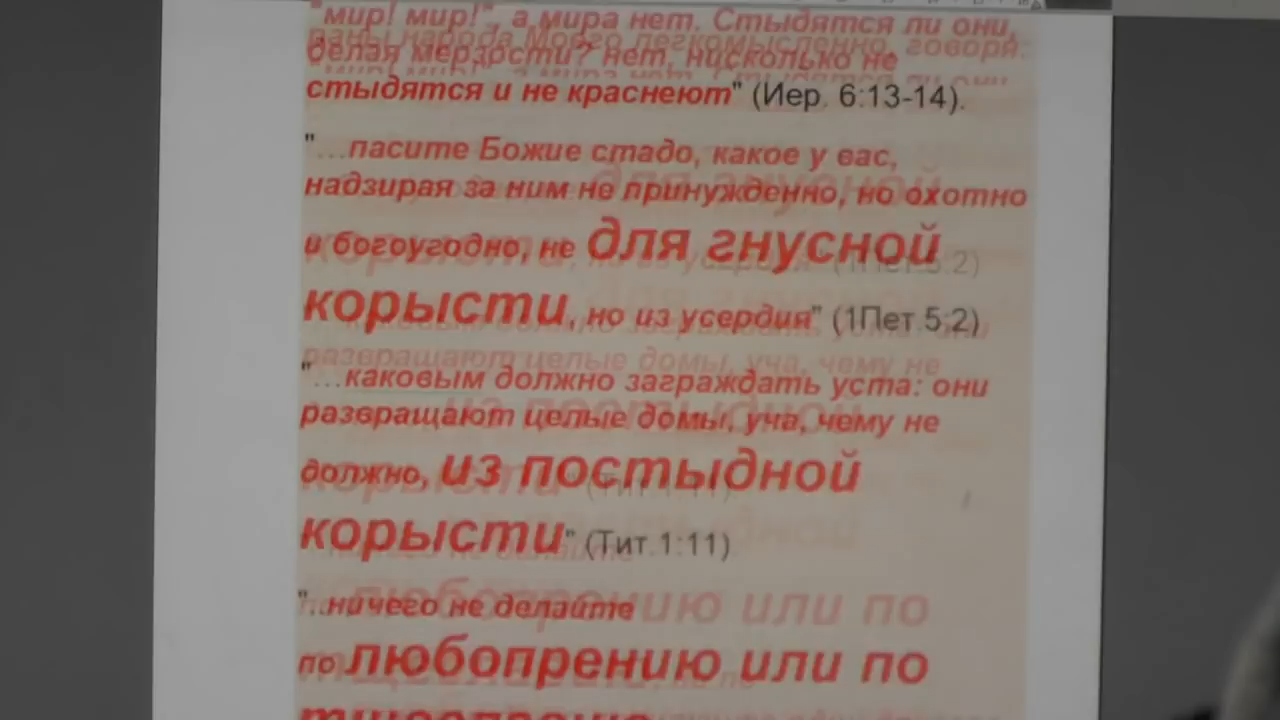 "мир! мир!", а мира нет. Стыдятся ли они,
делая мерзости? нет, нисколько не
стыдятся и не краснеют" (Иер. 6:13-14).
"...пасите Божие стадо, какое у вас,
надзирая за ним не принужденно, но охотно
и богоугодно, не для гнусной
корысти, но из усердия" (1Пет.5:2)
"...каковым должно заграждать уста: они
развращают целые домы, уча, чему не
должно, из постыдной
корысти" (Тит.1:11)
"...ничего не делайте
по любопрению или по